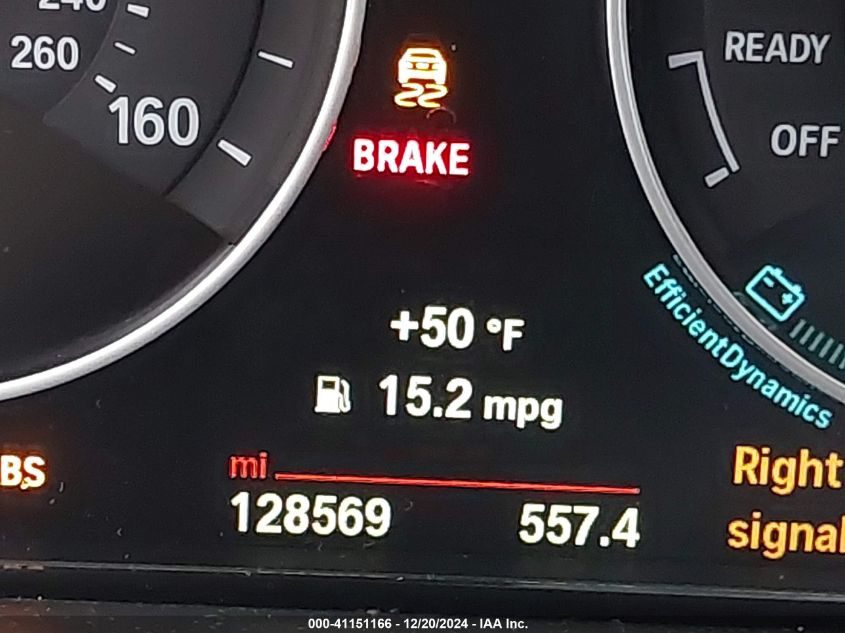 260
160
BRAKE
READY
OFF
+50 °F
15.2 mpg
EfficientDynamics
BS
mi
128569 557.4
Right
signal
000-41151166 - 12/20/2024 - IAA Inc.